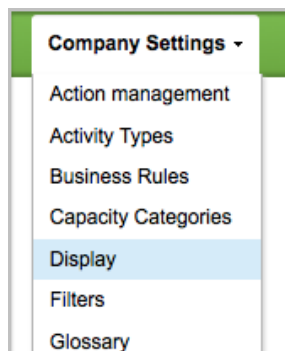 Company Settings
Action management
Activity Types
Business Rules
Capacity Categories
Display
Filters
Glossary